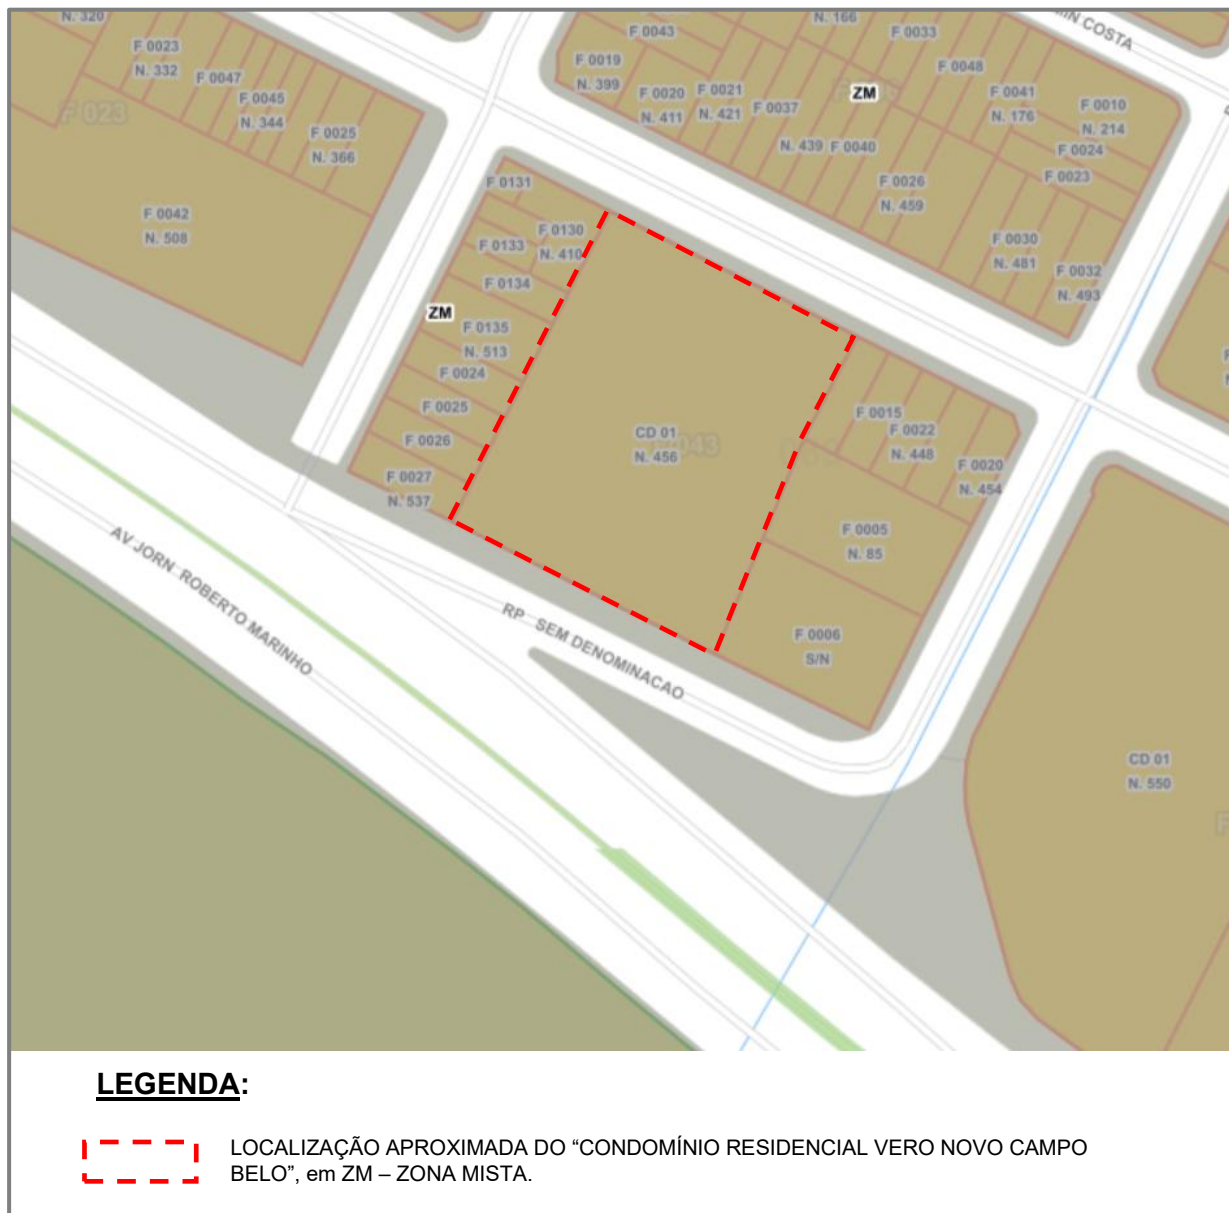 N. 320
F 0023
N. 332
F 0047
F 0045
N. 344
F 0025
N. 366
F 023
F 0042
N. 508
F 0043
N. 166
F 0033
F 0019
N. 399
F 0020
N. 411
F 0021
N. 421
F 0037
ZM
F 0048
F 0041
N. 176
F 0010
N. 214
F 0024
F 0023
N. 439
F 0040
F 0026
N. 459
F 0030
N. 481
F 0032
N. 493
COSTA
F 0131
F 0130
N. 410
F 0133
F 0134
ZM
F 0135
N. 513
F 0024
F 0025
F 0026
F 0027
N. 537
CD 01
N. 456
043
F 0015
F 0022
N. 448
F 0020
N. 454
F 0005
N. 85
F 0006
S/N
CD 01
N. 550
AV JORN ROBERTO MARINHO
RP SEM DENOMINACAO
LEGENDA:
LOCALIZAÇÃO APROXIMADA DO “CONDOMÍNIO RESIDENCIAL VERO NOVO CAMPO
BELO”, em ZM – ZONA MISTA.